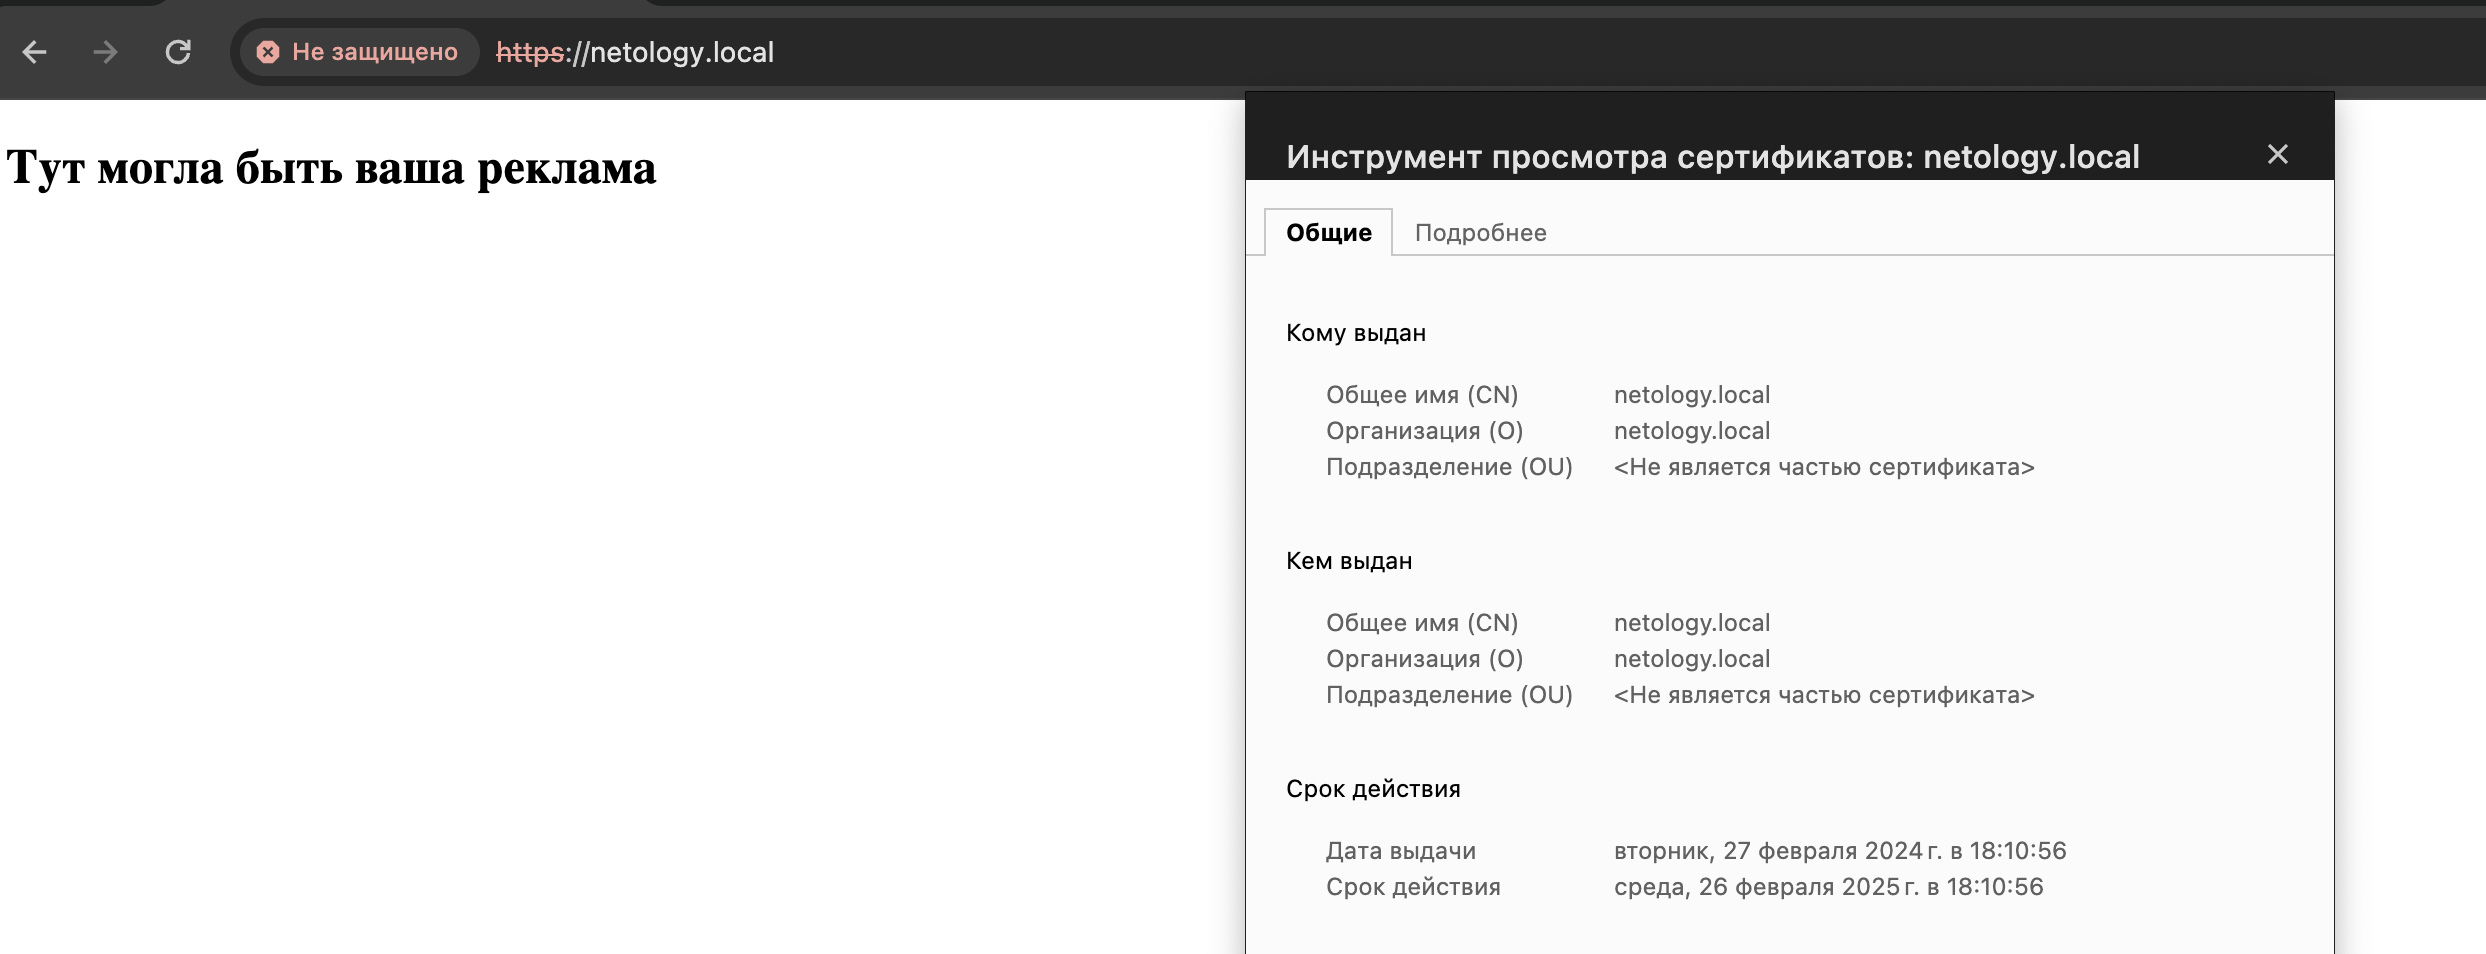 Не защищено https://netology.local
Тут могла быть ваша реклама
Инструмент просмотра сертификатов: netology.local
Общие Подробнее
Кому выдан
Общее имя (CN) netology.local
Организация (O) netology.local
Подразделение (OU) <Не является частью сертификата>
Кем выдан
Общее имя (CN) netology.local
Организация (O) netology.local
Подразделение (OU) <Не является частью сертификата>
Срок действия
Дата выдачи вторник, 27 февраля 2024 г. в 18:10:56
Срок действия среда, 26 февраля 2025 г. в 18:10:56